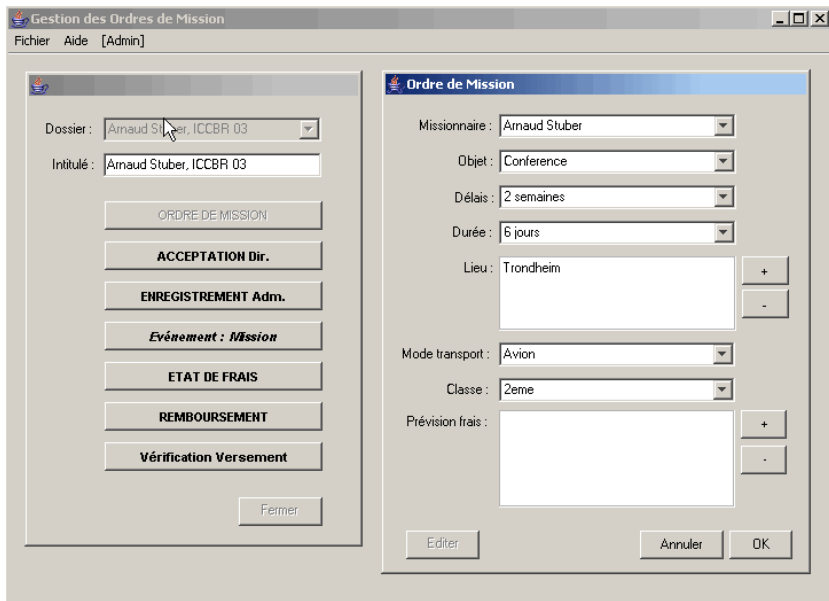 Gestion des Ordres de Mission
Fichier Aide [Admin]
Dossier : Arnaud Stuber, ICCBR 03
Intitulé : Arnaud Stuber, ICCBR 03
ORDRE DE MISSION
ACCEPTATION Dir.
ENREGISTREMENT Adm.
Evénement : Mission
ETAT DE FRAIS
REMBOURSEMENT
Vérification Versement
Fermer
Ordre de Mission
Missionnaire : Arnaud Stuber
Objet : Conference
Délais : 2 semaines
Durée : 6 jours
Lieu : Trondheim
+
-
Mode transport : Avion
Classe : 2eme
Prévision frais :
+
-
Editer Annuler OK